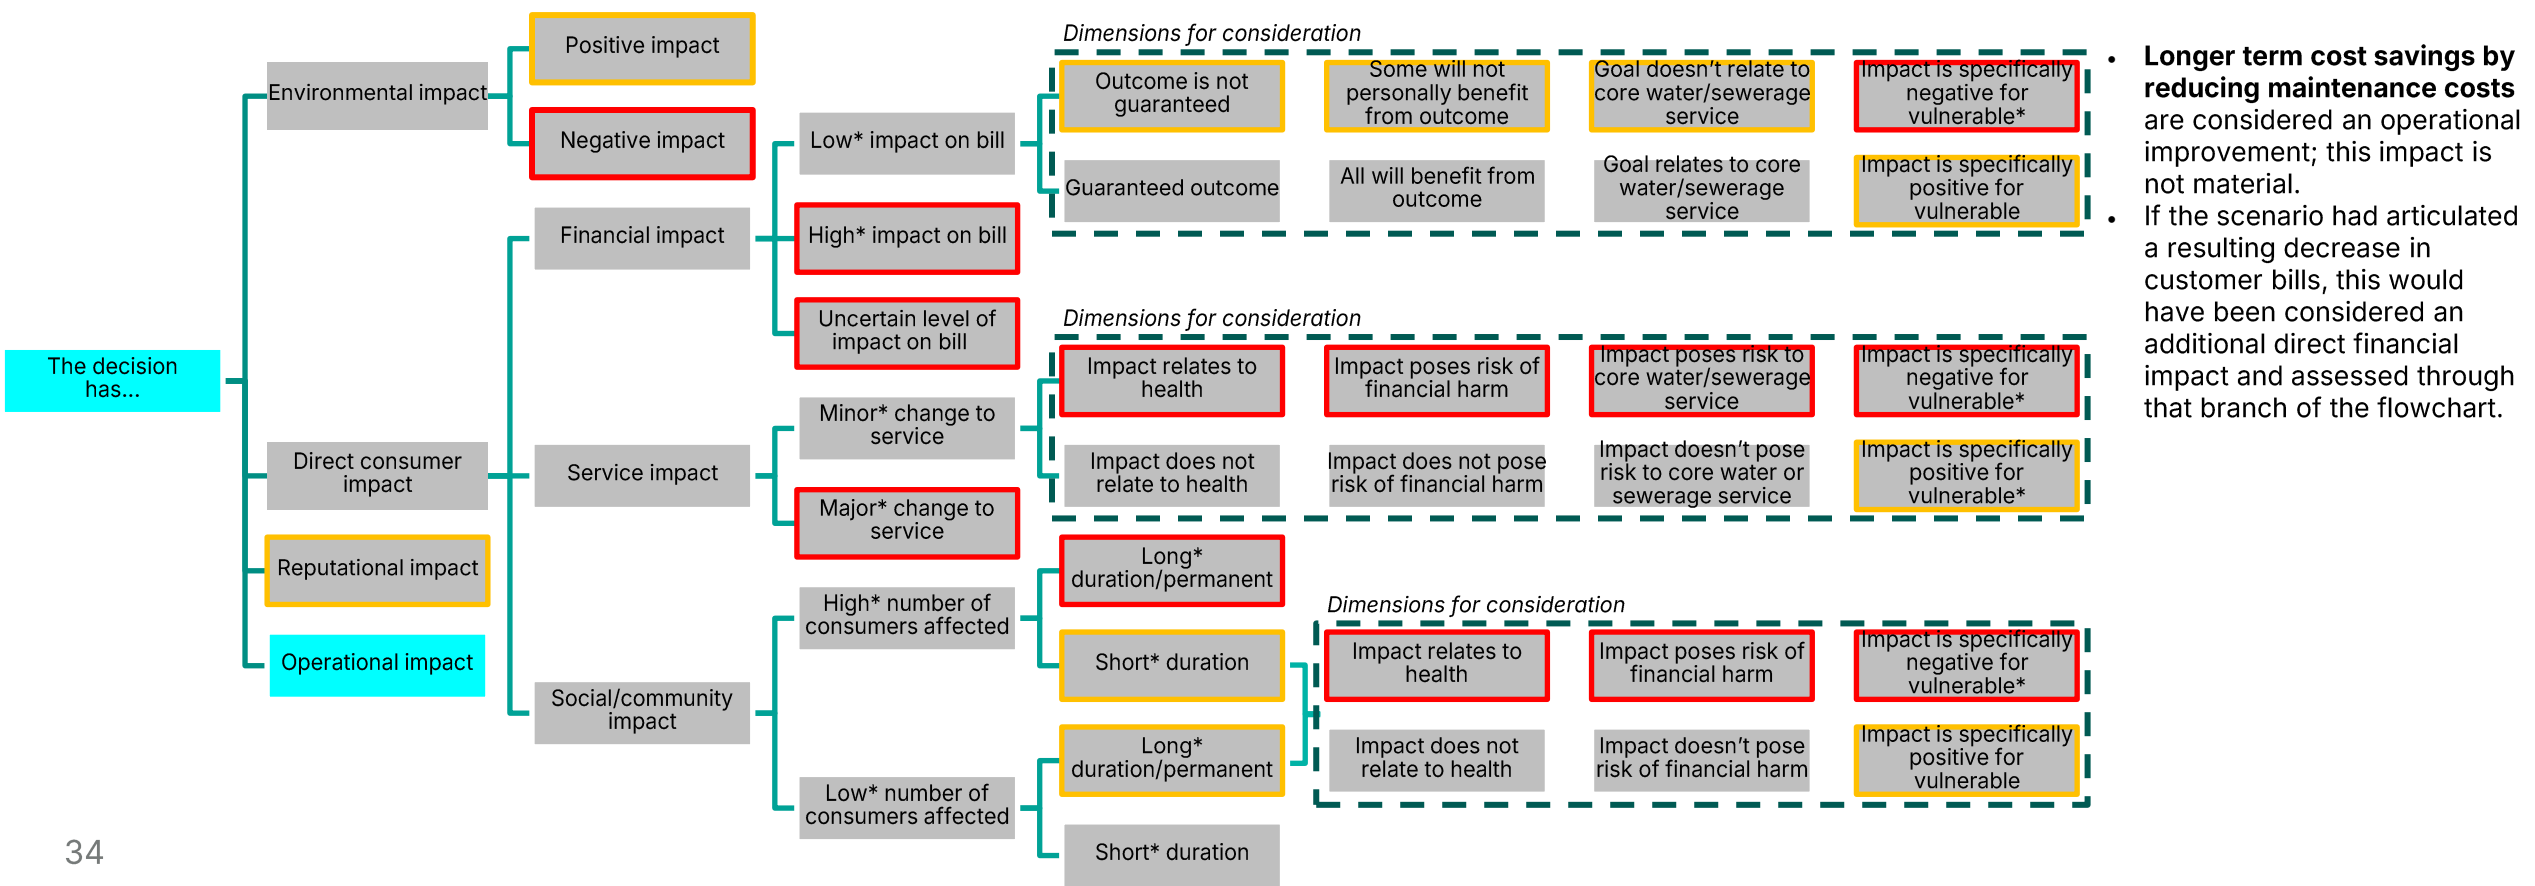 Dimensions for consideration
Positive impact
Environmental impact
Negative impact
Low* impact on bill
Outcome is not
guaranteed
Some will not
personally benefit
from outcome
Goal doesn’t relate to
core water/sewerage
service
Impact is specifically
negative for
vulnerable*
Guaranteed outcome
All will benefit from
outcome
Goal relates to core
water/sewerage
service
Impact is specifically
positive for
vulnerable
Financial impact
High* impact on bill
Uncertain level of
impact on bill
Dimensions for consideration
The decision
has...
Impact relates to
health
Impact poses risk of
financial harm
Impact poses risk to
core water/sewerage
service
Impact is specifically
negative for
vulnerable*
Minor* change to
service
Direct consumer
impact
Service impact
Impact does not
relate to health
Impact does not pose
risk of financial harm
Impact doesn’t pose
risk to core water or
sewerage service
Impact is specifically
positive for
vulnerable*
Major* change to
service
Reputational impact
Long*
duration/permanent
High* number of
consumers affected
Dimensions for consideration
Operational impact
Short* duration
Impact relates to
health
Impact poses risk of
financial harm
Impact is specifically
negative for
vulnerable*
Social/community
impact
Long*
duration/permanent
Impact does not
relate to health
Impact doesn’t pose
risk of financial harm
Impact is specifically
positive for
vulnerable
Low* number of
consumers affected
Short* duration
• Longer term cost savings by
reducing maintenance costs
are considered an operational
improvement; this impact is
not material.
• If the scenario had articulated
a resulting decrease in
customer bills, this would
have been considered an
additional direct financial
impact and assessed through
that branch of the flowchart.
34